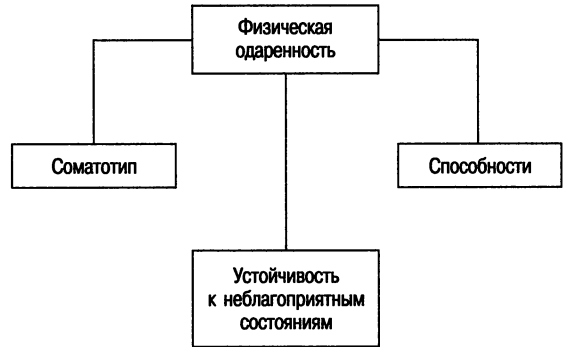 Физическая
одаренность
Соматотип
Способности
Устойчивость
к неблагоприятным
состояниям